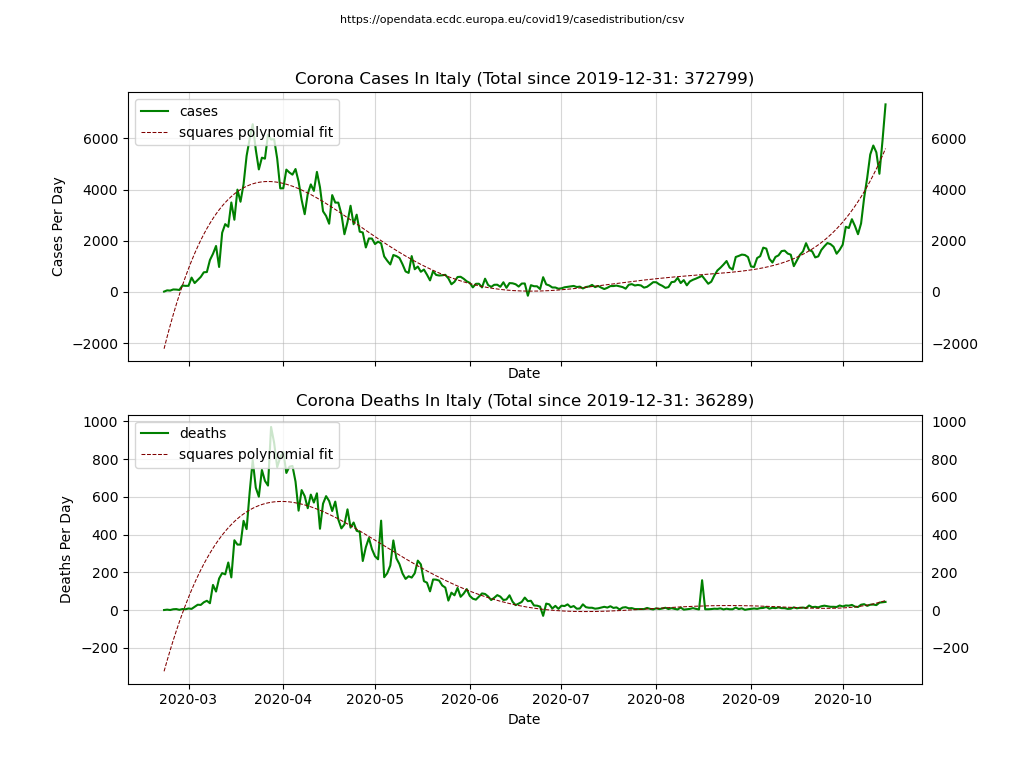 https://opendata.ecdc.europa.eu/covid19/casedistribution/csv
Corona Cases In Italy (Total since 2019-12-31: 372799)
cases
squares polynomial fit
Cases Per Day
6000
4000
2000
0
−2000
6000
4000
2000
0
−2000
Date
Corona Deaths In Italy (Total since 2019-12-31: 36289)
deaths
squares polynomial fit
Deaths Per Day
1000
800
600
400
200
0
−200
1000
800
600
400
200
0
−200
2020-03 2020-04 2020-05 2020-06 2020-07 2020-08 2020-09 2020-10
Date